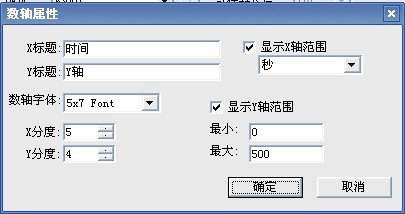 数轴属性
X标题: 时间
显示X轴范围
Y标题: Y轴
秒
数轴字体: 5x7 Font
显示Y轴范围
X分度: 5
最小: 0
Y分度: 4
最大: 500
确定
取消